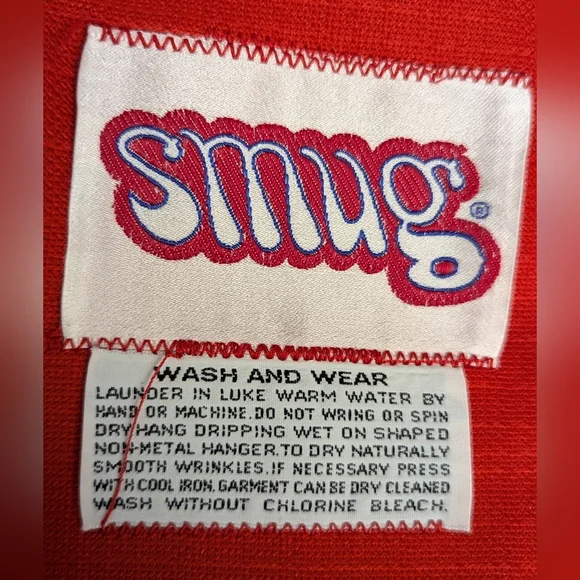 smug®
WASH AND WEAR
LAUNDER IN LUKE WARM WATER BY
HAND OR MACHINE.DO NOT WRING OR SPIN
DRY.HANG DRIPPING WET ON SHAPED
NON-METAL HANGER.TO DRY NATURALLY
SMOOTH WRINKLES.IF NECESSARY PRESS
WITH COOL IRON.GARMENT CAN BE DRY CLEANED
WASH WITHOUT CHLORINE BLEACH.